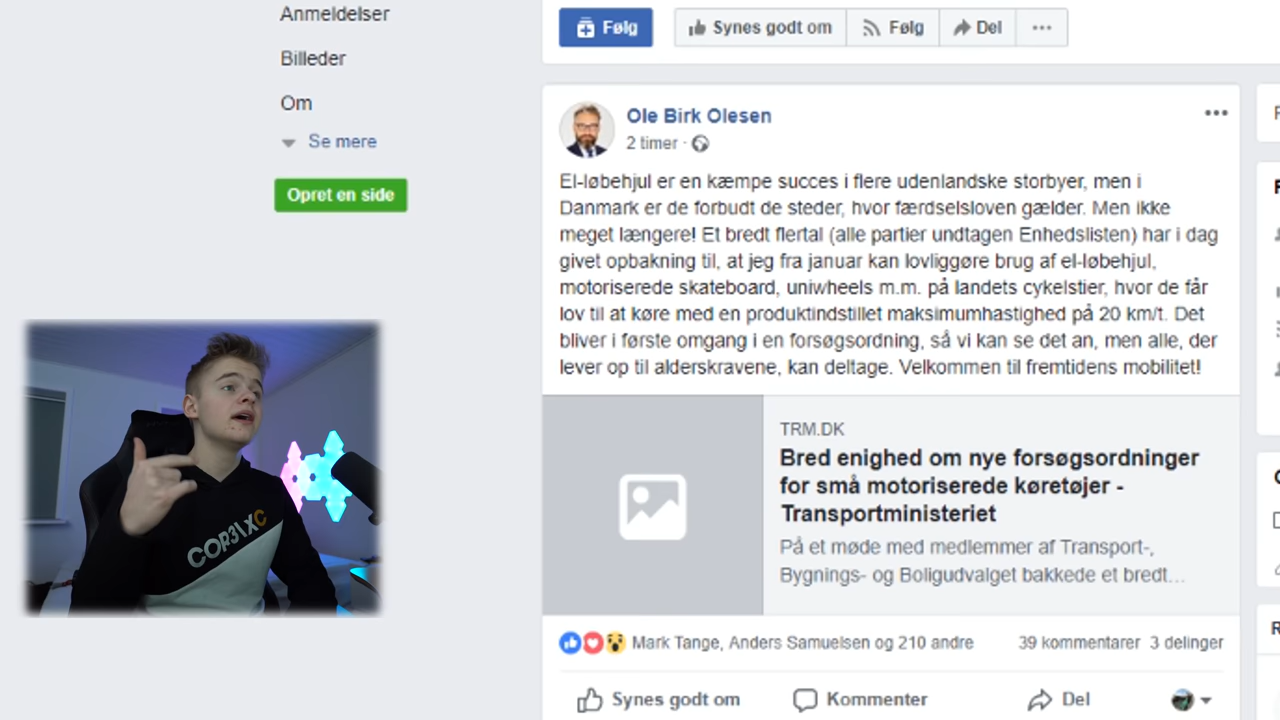 Anmeldelser
Billeder
Om
Se mere
Opret en side
Følg
Synes godt om
Følg
Del
Ole Birk Olesen
2 timer
El-løbehjul er en kæmpe succes i flere udenlandske storbyer, men i
Danmark er de forbudt de steder, hvor færdselsloven gælder. Men ikke
meget længere! Et bredt flertal (alle partier undtagen Enhedslisten) har i dag
givet opbakning til, at jeg fra januar kan lovliggøre brug af el-løbehjul,
motoriserede skateboard, uniwheels m.m. på landets cykelstier, hvor de får
lov til at køre med en produktindstillet maksimumhastighed på 20 km/t. Det
bliver i første omgang i en forsøgsordning, så vi kan se det an, men alle, der
lever op til alderskravene, kan deltage. Velkommen til fremtidens mobilitet!
TRM.DK
Bred enighed om nye forsøgsordninger
for små motoriserede køretøjer -
Transportministeriet
På et møde med medlemmer af Transport-,
Bygnings- og Boligudvalget bakkede et bredt...
Mark Tange, Anders Samuelsen og 210 andre
39 kommentarer 3 delinger
Synes godt om
Kommenter
Del